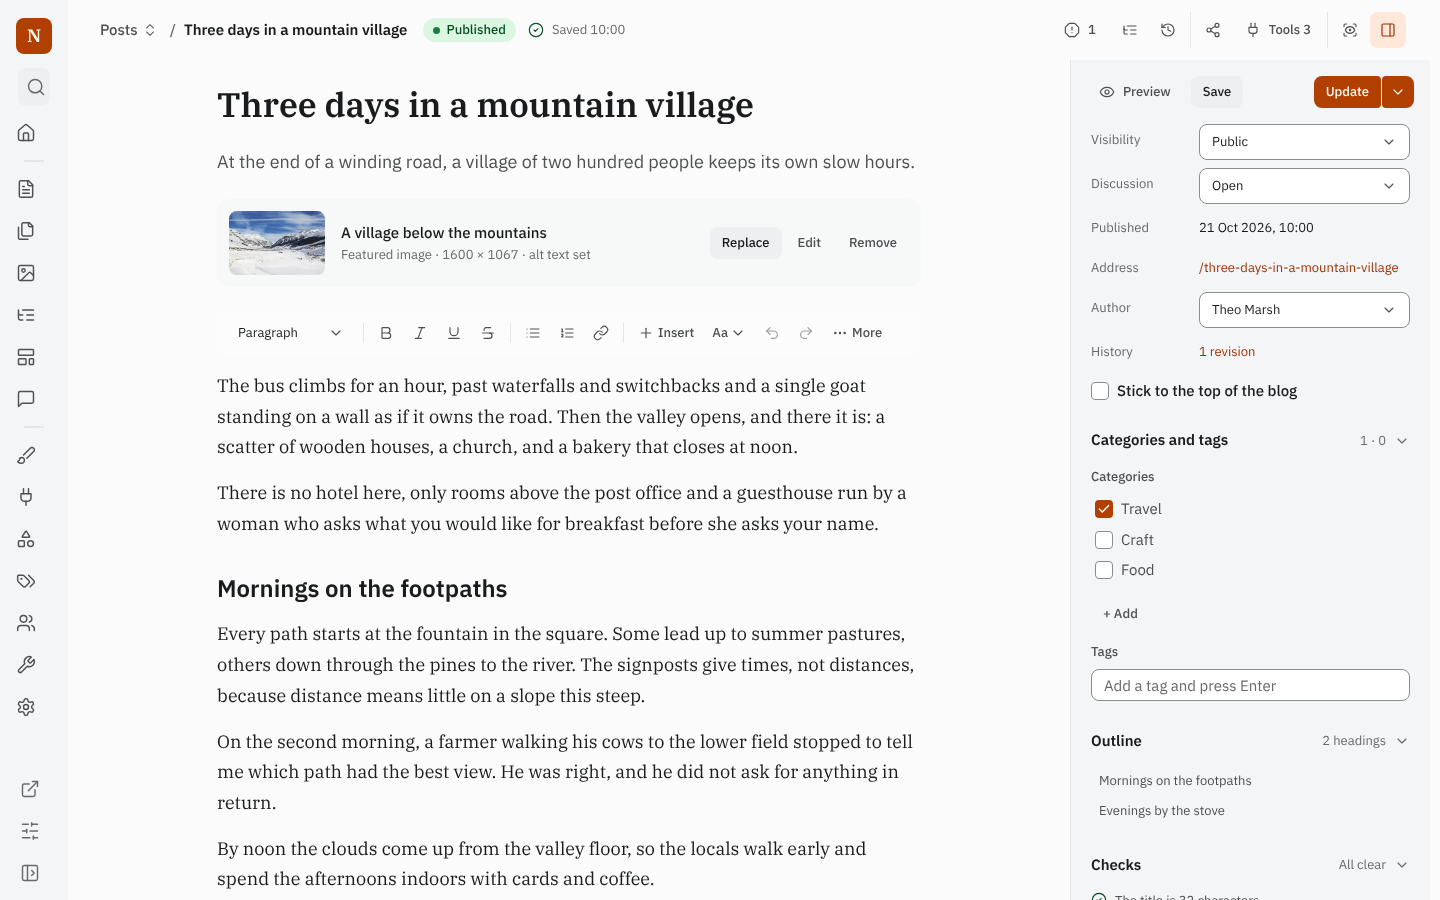 N
Posts / Three days in a mountain village Published Saved 10:00
1
Tools 3
Three days in a mountain village
At the end of a winding road, a village of two hundred people keeps its own slow hours.
A village below the mountains
Featured image · 1600 × 1067 · alt text set
Replace Edit Remove
Paragraph
Insert Aa More
The bus climbs for an hour, past waterfalls and switchbacks and a single goat
standing on a wall as if it owns the road. Then the valley opens, and there it is: a
scatter of wooden houses, a church, and a bakery that closes at noon.
There is no hotel here, only rooms above the post office and a guesthouse run by a
woman who asks what you would like for breakfast before she asks your name.
Mornings on the footpaths
Every path starts at the fountain in the square. Some lead up to summer pastures,
others down through the pines to the river. The signposts give times, not distances,
because distance means little on a slope this steep.
On the second morning, a farmer walking his cows to the lower field stopped to tell
me which path had the best view. He was right, and he did not ask for anything in
return.
By noon the clouds come up from the valley floor, so the locals walk early and
spend the afternoons indoors with cards and coffee.
Preview Save Update
Visibility Public
Discussion Open
Published 21 Oct 2026, 10:00
Address /three-days-in-a-mountain-village
Author Theo Marsh
History 1 revision
Stick to the top of the blog
Categories and tags 1 · 0
Categories
Travel
Craft
Food
+ Add
Tags
Add a tag and press Enter
Outline 2 headings
Mornings on the footpaths
Evenings by the stove
Checks All clear
The title is 32 characters